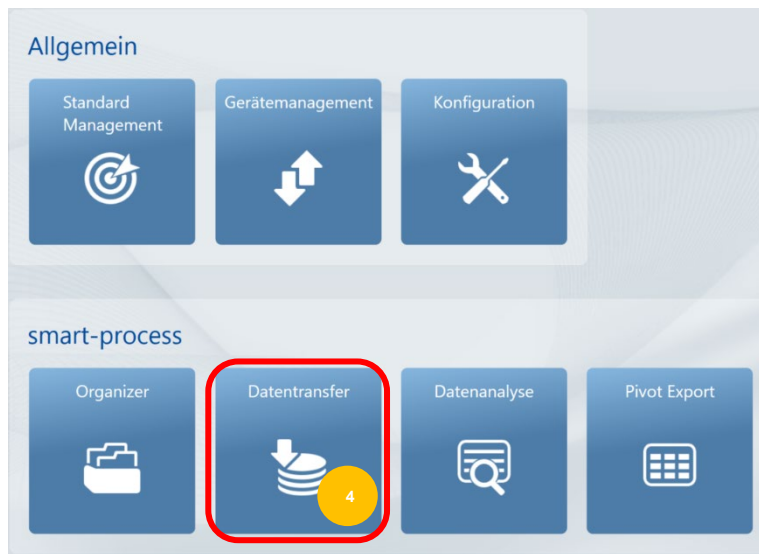 Allgemein
Standard
Management
Gerätemanagement
Konfiguration
smart-process
Organizer
Datentransfer
Datenanalyse
Pivot Export
4